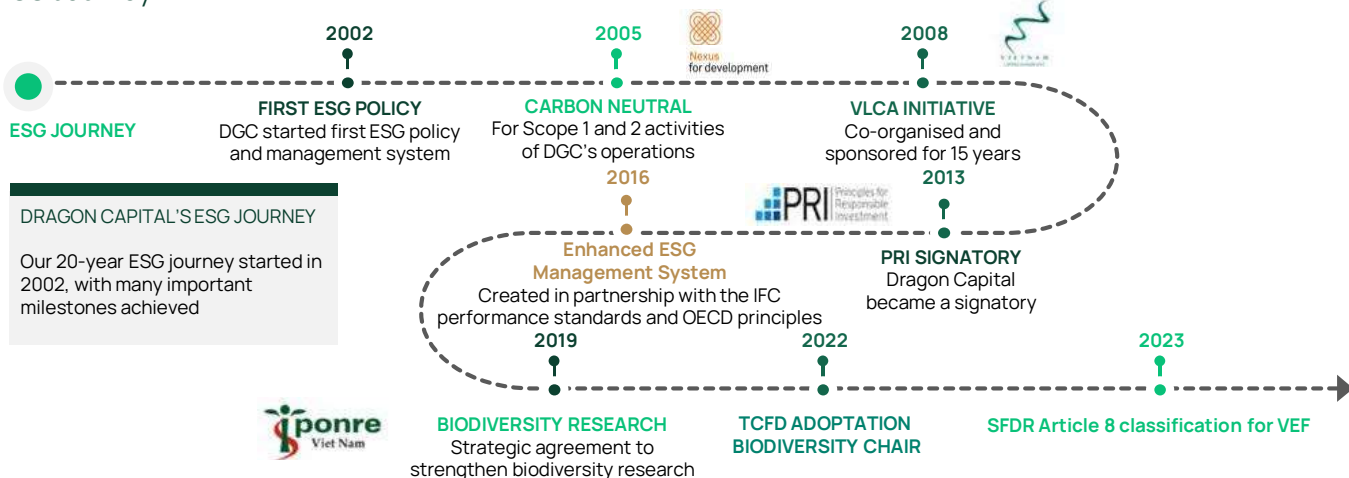 2002
2005
2008
Nexus
for development
VIETNAM
ESG JOURNEY
FIRST ESG POLICY
DGC started first ESG policy
and management system
CARBON NEUTRAL
For Scope 1 and 2 activities
of DGC's operations
VLCA INITIATIVE
Co-organised and
sponsored for 15 years
DRAGON CAPITAL'S ESG JOURNEY
Our 20-year ESG journey started in
2002, with many important
milestones achieved
2016
2013
PRI
Principles for
Responsible
Investment
Enhanced ESG
Management System
Created in partnership with the IFC
performance standards and OECD principles
PRI SIGNATORY
Dragon Capital
became a signatory
2019
2022
2023
iponre
Viet Nam
BIODIVERSITY RESEARCH
Strategic agreement to
strengthen biodiversity research
TCFD ADOPTATION
BIODIVERSITY CHAIR
SFDR Article 8 classification for VEF